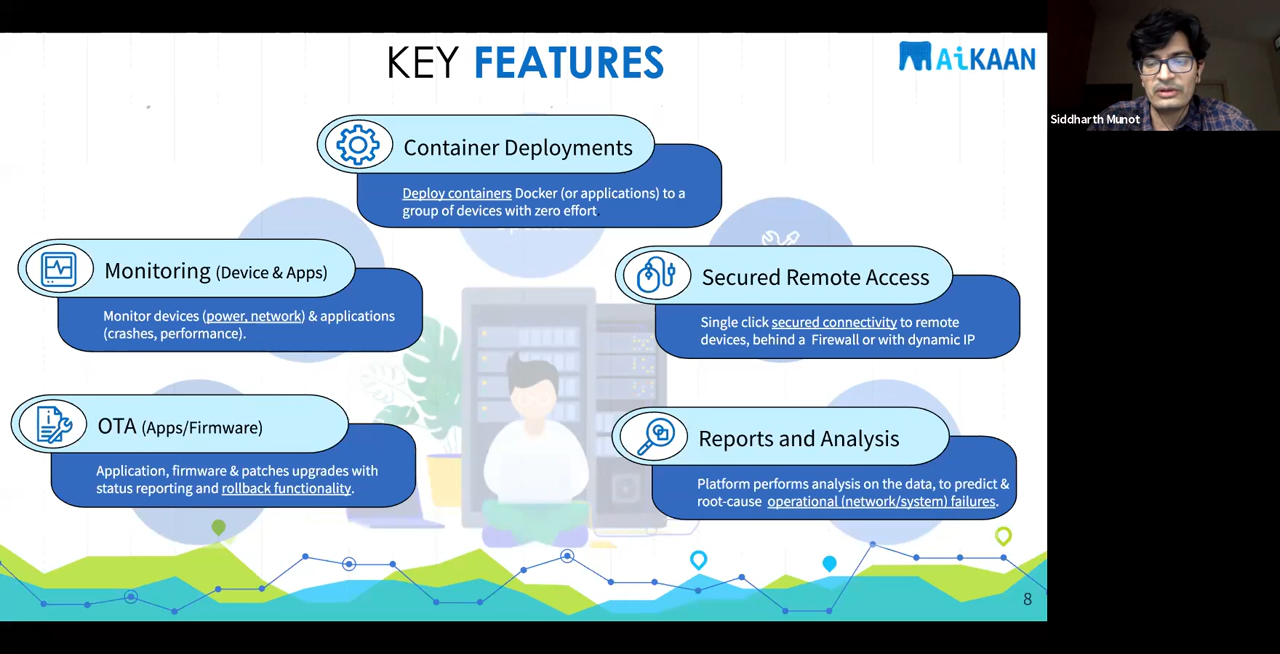 KEY FEATURES
AiKAAN
Siddharth Munot
Container Deployments
Deploy containers Docker (or applications) to a
group of devices with zero effort.
Monitoring (Device & Apps)
Monitor devices (power, network) & applications
(crashes, performance).
Secured Remote Access
Single click secured connectivity to remote
devices, behind a Firewall or with dynamic IP
OTA (Apps/Firmware)
Application, firmware & patches upgrades with
status reporting and rollback functionality.
Reports and Analysis
Platform performs analysis on the data, to predict &
root-cause operational (network/system) failures.
8